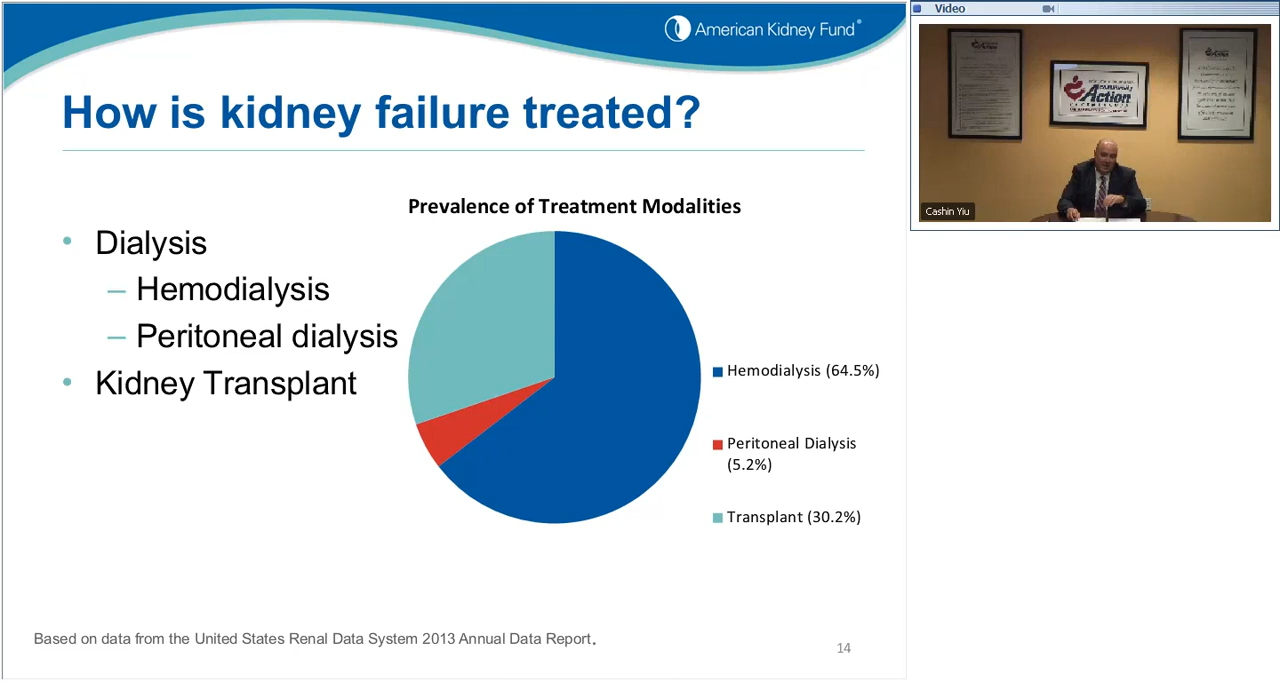 American Kidney Fund®
How is kidney failure treated?
Prevalence of Treatment Modalities
• Dialysis
– Hemodialysis
– Peritoneal dialysis
• Kidney Transplant
Hemodialysis (64.5%)
Peritoneal Dialysis
(5.2%)
Transplant (30.2%)
Based on data from the United States Renal Data System 2013 Annual Data Report.
14
Video
Action
Cashin Yiu